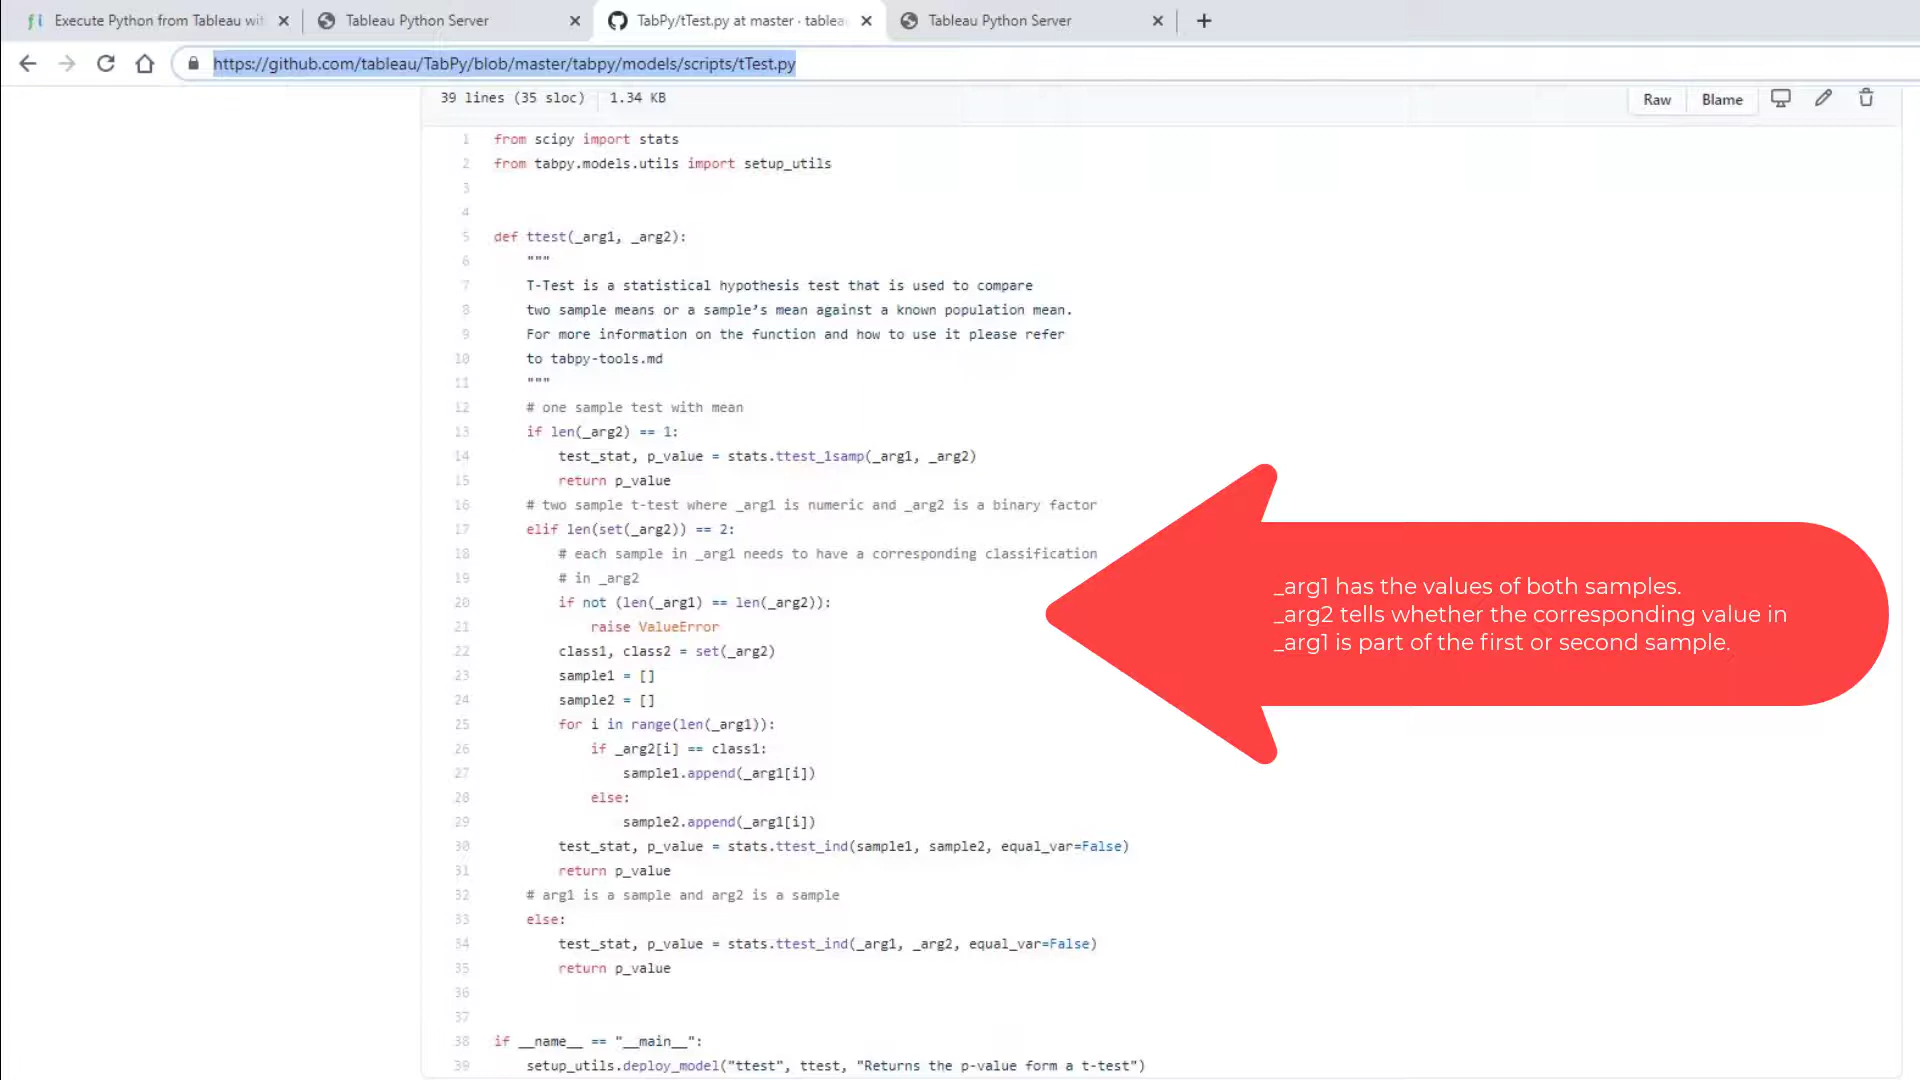 Execute Python from Tableau wit
Tableau Python Server
TabPy/tTest.py at master · tablea
Tableau Python Server
https://github.com/tableau/TabPy/blob/master/tabpy/models/scripts/tTest.py
39 lines (35 sloc) 1.34 KB
Raw Blame
1 from scipy import stats
2 from tabpy.models.utils import setup_utils
3
4
5 def ttest(_arg1, _arg2):
6 """
7 T-Test is a statistical hypothesis test that is used to compare
8 two sample means or a sample’s mean against a known population mean.
9 For more information on the function and how to use it please refer
10 to tabpy-tools.md
11 """
12 # one sample test with mean
13 if len(_arg2) == 1:
14 test_stat, p_value = stats.ttest_1samp(_arg1, _arg2)
15 return p_value
16 # two sample t-test where _arg1 is numeric and _arg2 is a binary factor
17 elif len(set(_arg2)) == 2:
18 # each sample in _arg1 needs to have a corresponding classification
19 # in _arg2
20 if not (len(_arg1) == len(_arg2)):
21 raise ValueError
22 class1, class2 = set(_arg2)
23 sample1 = []
24 sample2 = []
25 for i in range(len(_arg1)):
26 if _arg2[i] == class1:
27 sample1.append(_arg1[i])
28 else:
29 sample2.append(_arg1[i])
30 test_stat, p_value = stats.ttest_ind(sample1, sample2, equal_var=False)
31 return p_value
32 # arg1 is a sample and arg2 is a sample
33 else:
34 test_stat, p_value = stats.ttest_ind(_arg1, _arg2, equal_var=False)
35 return p_value
36
37
38 if __name__ == "__main__":
39 setup_utils.deploy_model("ttest", ttest, "Returns the p-value form a t-test")
_arg1 has the values of both samples.
_arg2 tells whether the corresponding value in
_arg1 is part of the first or second sample.